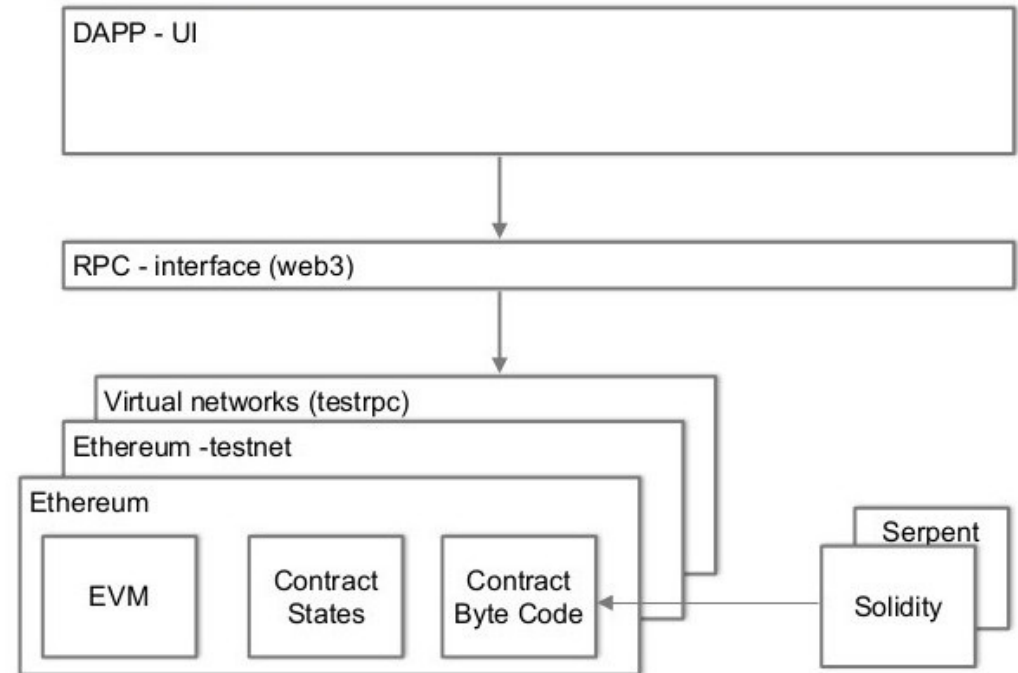 DAPP - UI
RPC - interface (web3)
Virtual networks (testrpc)
Ethereum -testnet
Ethereum
EVM
Contract
States
Contract
Byte Code
Serpent
Solidity